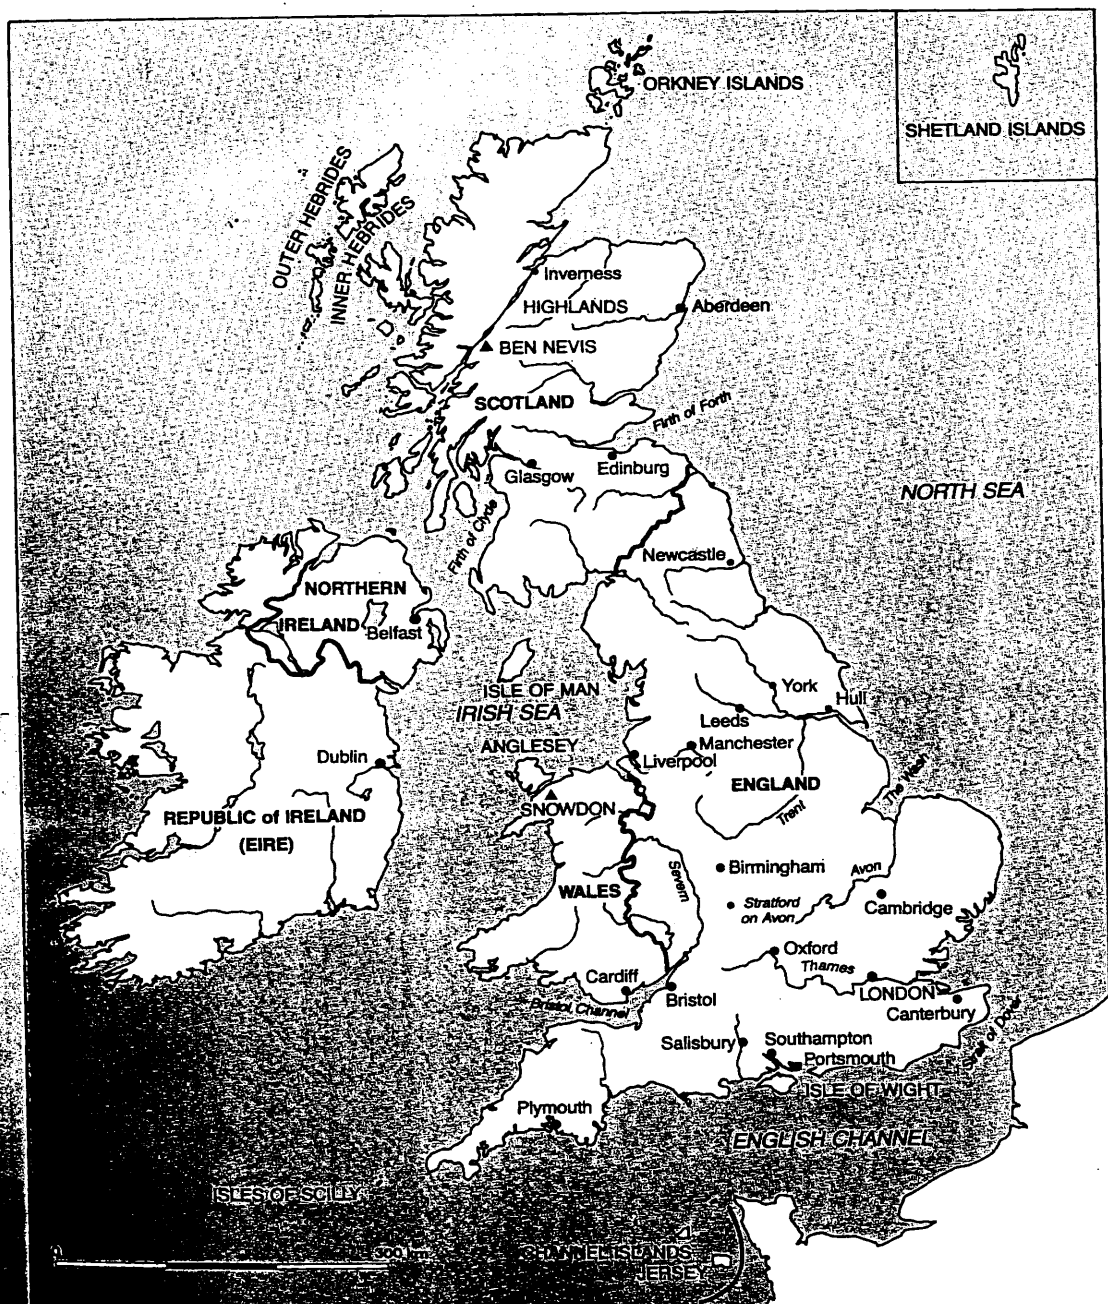 ORKNEY ISLANDS
SHETLAND ISLANDS
OUTER HEBRIDES
INNER HEBRIDES
Inverness
HIGHLANDS
Aberdeen
BEN NEVIS
SCOTLAND
Firth of Forth
Glasgow
Edinburg
NORTH SEA
Firth of Clyde
Newcastle
NORTHERN
IRELAND
Belfast
ISLE OF MAN
IRISH SEA
York
Hull
Leeds
ANGLESEY
Manchester
Liverpool
Dublin
ENGLAND
The Wash
SNOWDON
Trent
REPUBLIC of IRELAND
(EIRE)
Birmingham
Avon
Severn
WALES
Stratford
on Avon
Cambridge
Oxford
Thames
Cardiff
Bristol
LONDON
Canterbury
Bristol Channel
Salisbury
Southampton
Portsmouth
Strait of Dover
ISLE OF WIGHT
Plymouth
ENGLISH CHANNEL
ISLES OF SCILLY
0
300 km
CHANNEL ISLANDS
JERSEY